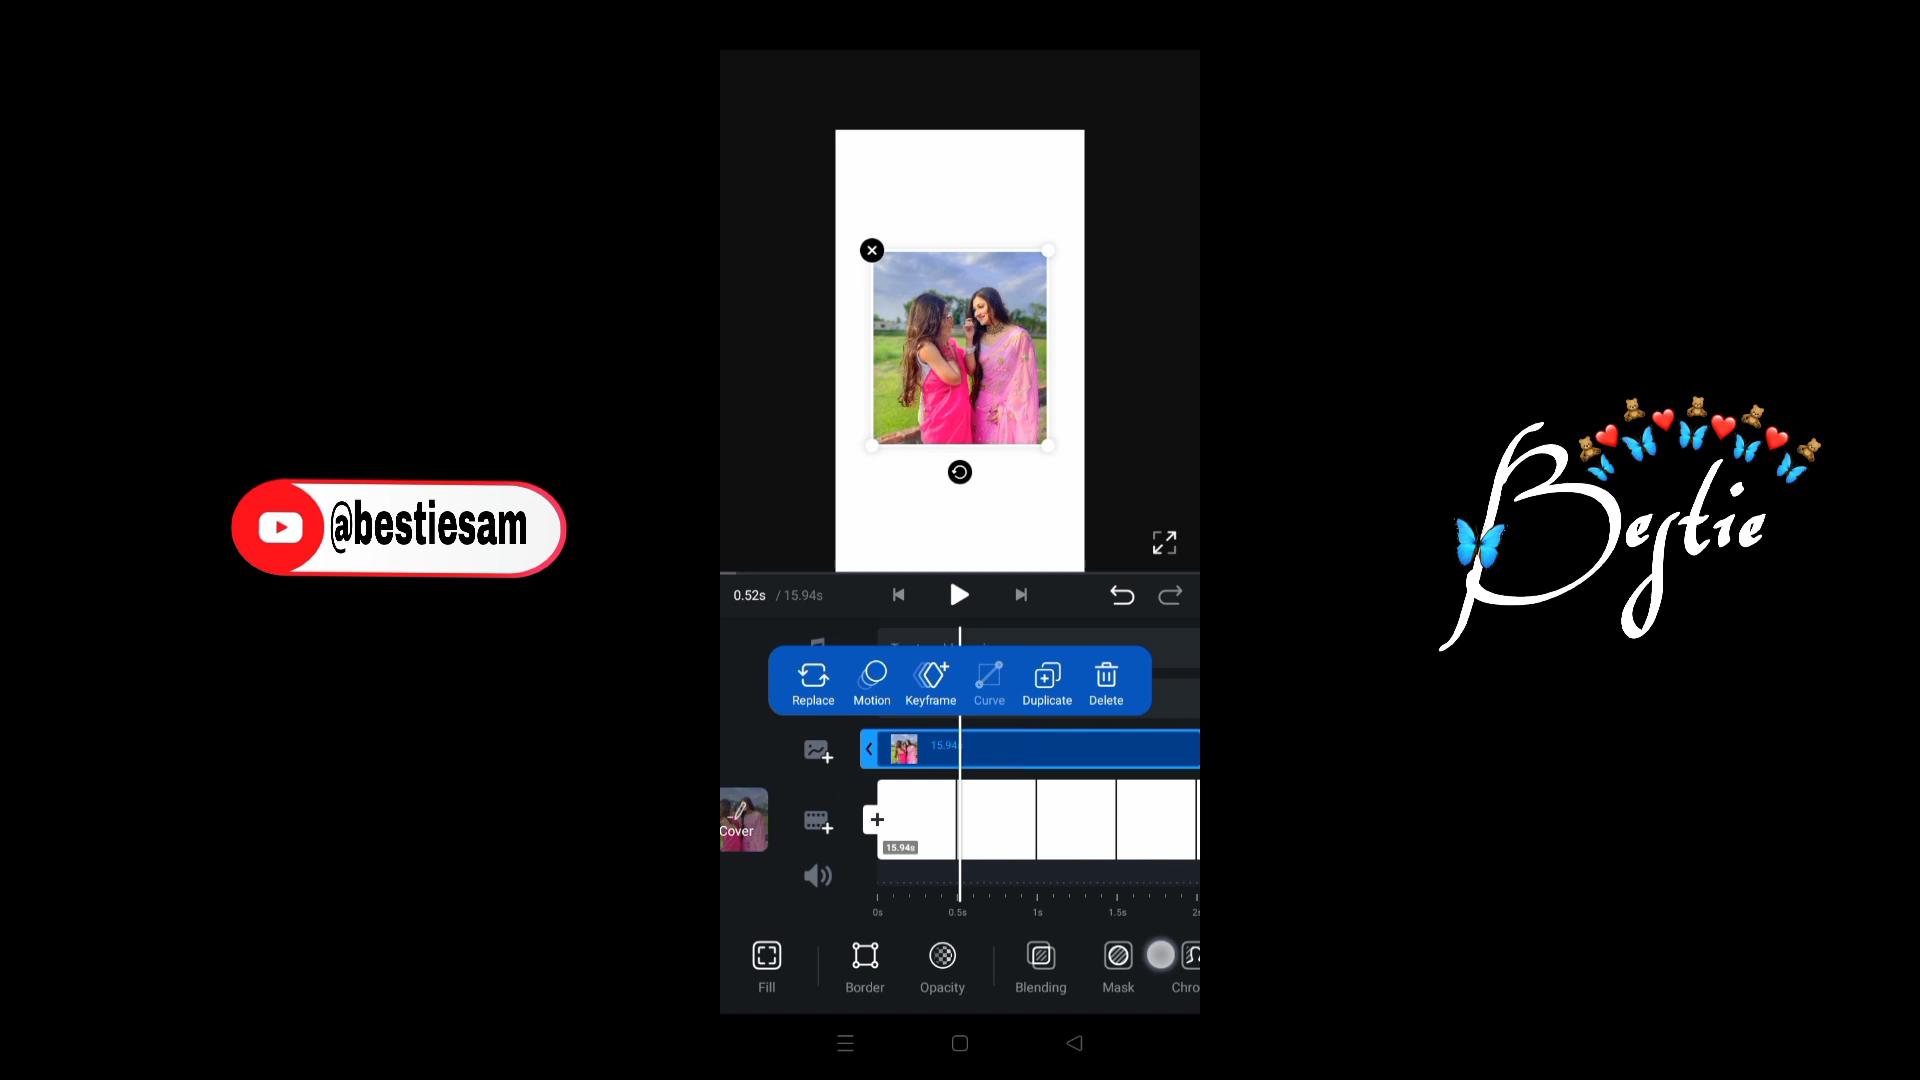 @bestiesam
Bestie
0.52s / 15.94s
Replace Motion Keyframe Curve Duplicate Delete
15.94
Cover
15.94s
0s 0.5s 1s 1.5s
Fill Border Opacity Blending Mask Chro